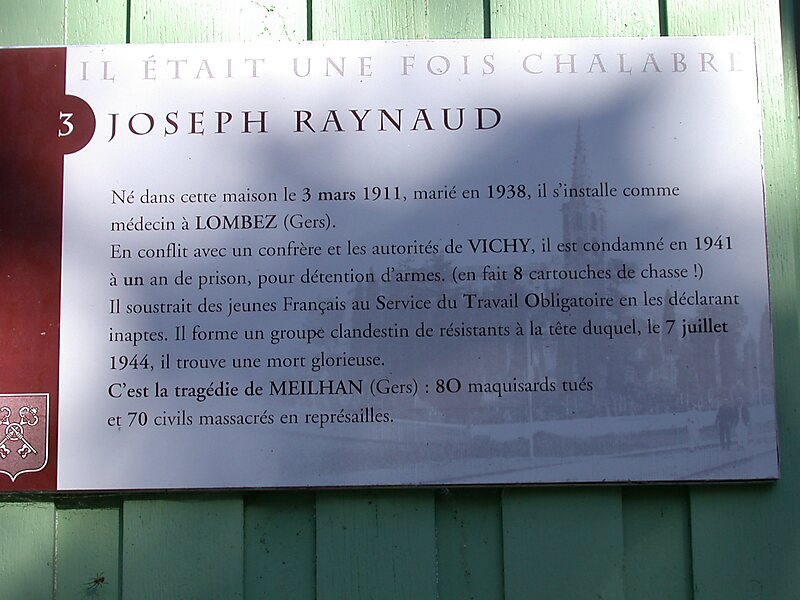 IL ÉTAIT UNE FOIS CHALABRE
3
JOSEPH RAYNAUD
Né dans cette maison le 3 mars 1911, marié en 1938, il s'installe comme
médecin à LOMBEZ (Gers).
En conflit avec un confrère et les autorités de VICHY, il est condamné en 1941
à un an de prison, pour détention d'armes. (en fait 8 cartouches de chasse !)
Il soustrait des jeunes Français au Service du Travail Obligatoire en les déclarant
inaptes. Il forme un groupe clandestin de résistants à la tête duquel, le 7 juillet
1944, il trouve une mort glorieuse.
C'est la tragédie de MEILHAN (Gers) : 8O maquisards tués
et 70 civils massacrés en représailles.